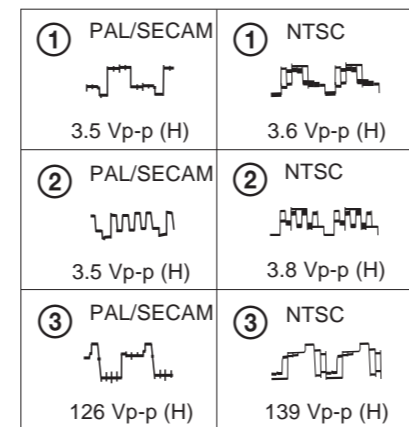 ① PAL/SECAM
3.5 Vp-p (H)
① NTSC
3.6 Vp-p (H)
② PAL/SECAM
3.5 Vp-p (H)
② NTSC
3.8 Vp-p (H)
③ PAL/SECAM
126 Vp-p (H)
③ NTSC
139 Vp-p (H)